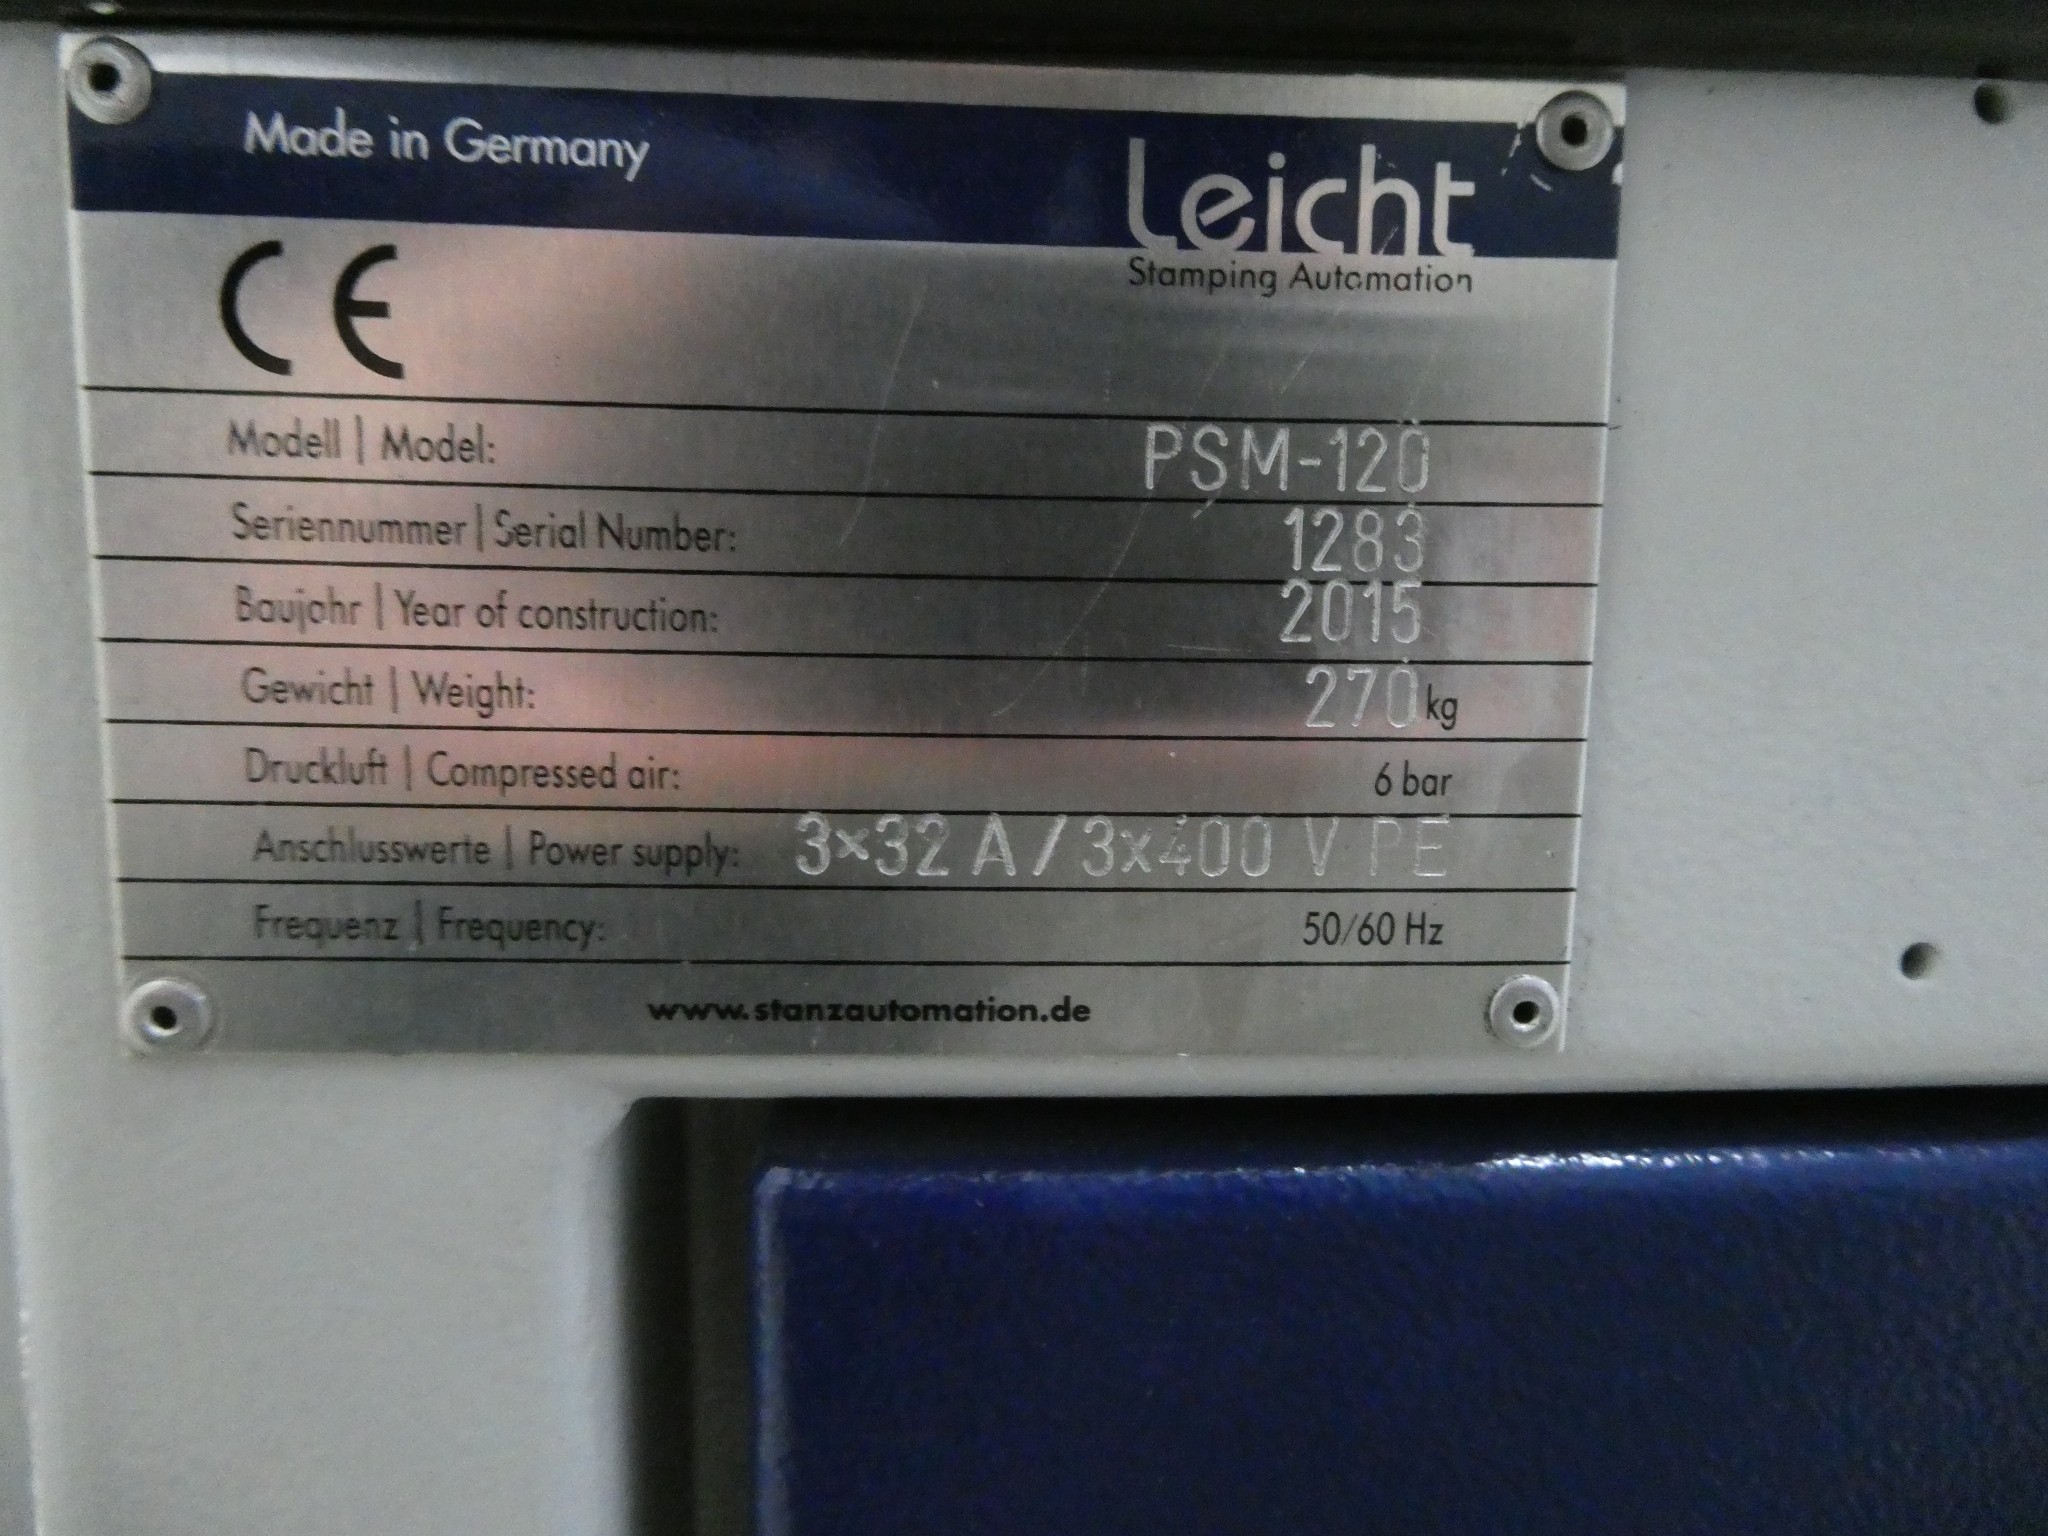 Made in Germany
Leicht
Stamping Automation
CE
Modell | Model: PSM-120
Seriennummer | Serial Number: 1283
Baujahr | Year of construction: 2015
Gewicht | Weight: 270 kg
Druckluft | Compressed air: 6 bar
Anschlusswerte | Power supply: 3x32 A / 3x400 V PE
Frequenz | Frequency: 50/60 Hz
www.stanzautomation.de